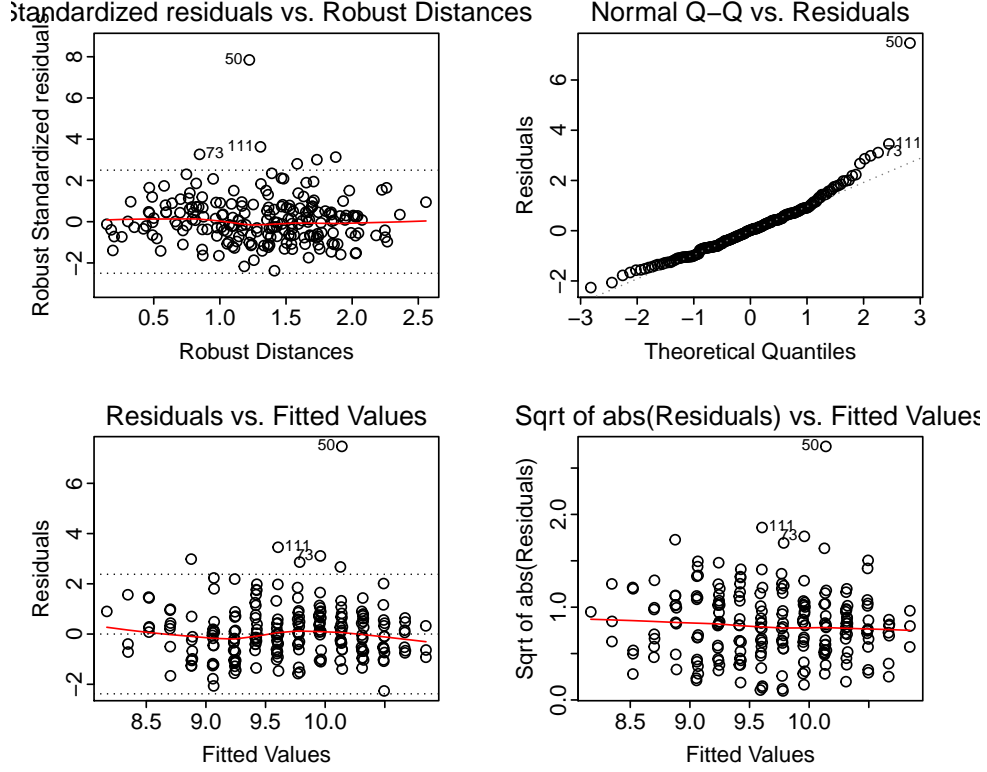 Standardized residuals vs. Robust Distances
Robust Standardized residuals
8
6
4
2
0
−2
50
73
111
0.5 1.0 1.5 2.0 2.5
Robust Distances
Normal Q−Q vs. Residuals
Residuals
6
4
2
0
−2
50
111
73
−3 −2 −1 0 1 2 3
Theoretical Quantiles
Residuals vs. Fitted Values
Residuals
6
4
2
0
−2
50
111
73
8.5 9.0 9.5 10.0
Fitted Values
Sqrt of abs(Residuals) vs. Fitted Values
Sqrt of abs(Residuals)
2.0
1.0
0.0
50
111
73
8.5 9.0 9.5 10.0
Fitted Values